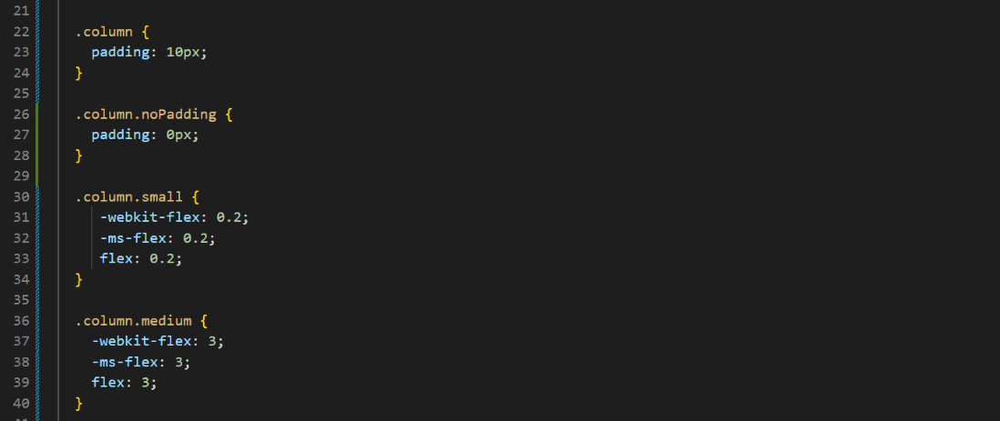 21
22 .column {
23 padding: 10px;
24 }
25
26 .column.noPadding {
27 padding: 0px;
28 }
29
30 .column.small {
31 -webkit-flex: 0.2;
32 -ms-flex: 0.2;
33 flex: 0.2;
34 }
35
36 .column.medium {
37 -webkit-flex: 3;
38 -ms-flex: 3;
39 flex: 3;
40 }